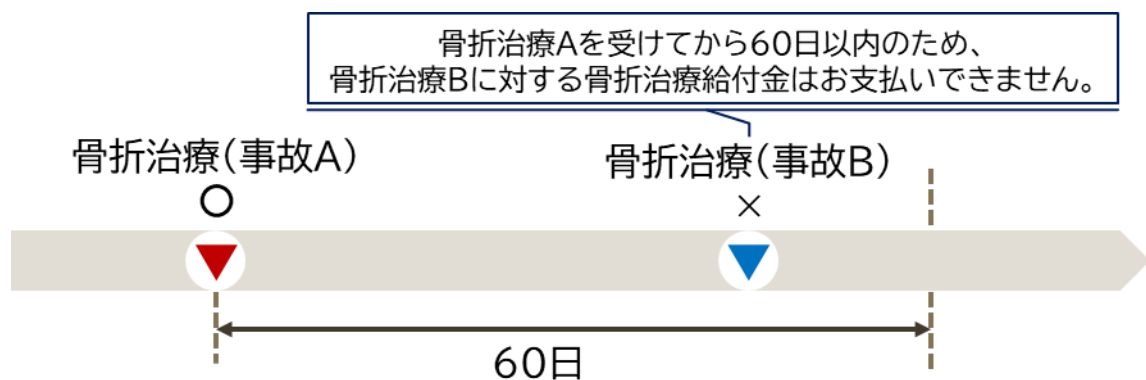 骨折治療Aを受けてから60日以内のため、
骨折治療Bに対する骨折治療給付金はお支払いできません。
骨折治療(事故A)
骨折治療(事故B)
○
×
60日